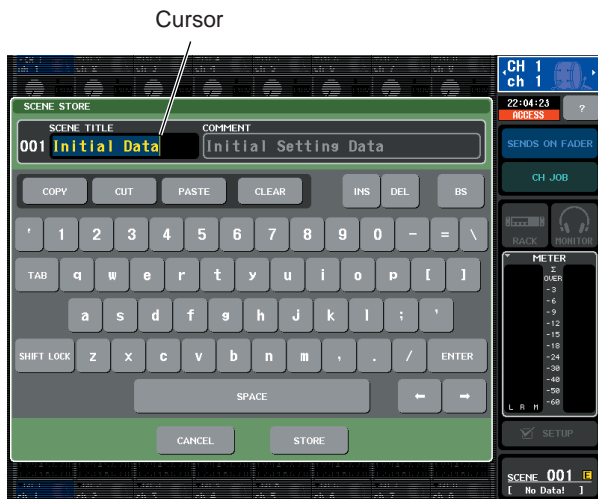 Cursor
CH 1
ch 1
SCENE STORE
22:04:23
ACCESS
?
SCENE TITLE
COMMENT
001 Initial Data
Initial Setting Data
SENDS ON FADER
CH JOB
COPY CUT PASTE CLEAR INS DEL BS
' 1 2 3 4 5 6 7 8 9 0 - = \
RACK MONITOR
TAB q w e r t y u i o p [ ]
METER
Σ
OVER
-3
-6
-9
-12
-15
-18
-24
-30
-40
-50
-60
L R M
a s d f g h j k l ; '
SHIFT LOCK z x c v b n m , . / ENTER
SPACE ← →
CANCEL STORE
SETUP
SCENE 001 E
[ No Data! ]